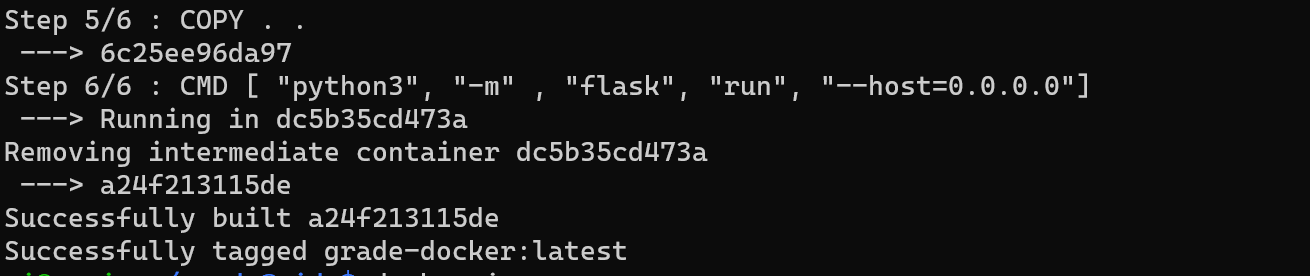 Step 5/6 : COPY . .
 ---> 6c25ee96da97
Step 6/6 : CMD [ "python3", "-m" , "flask", "run", "--host=0.0.0.0"]
 ---> Running in dc5b35cd473a
Removing intermediate container dc5b35cd473a
 ---> a24f213115de
Successfully built a24f213115de
Successfully tagged grade-docker:latest